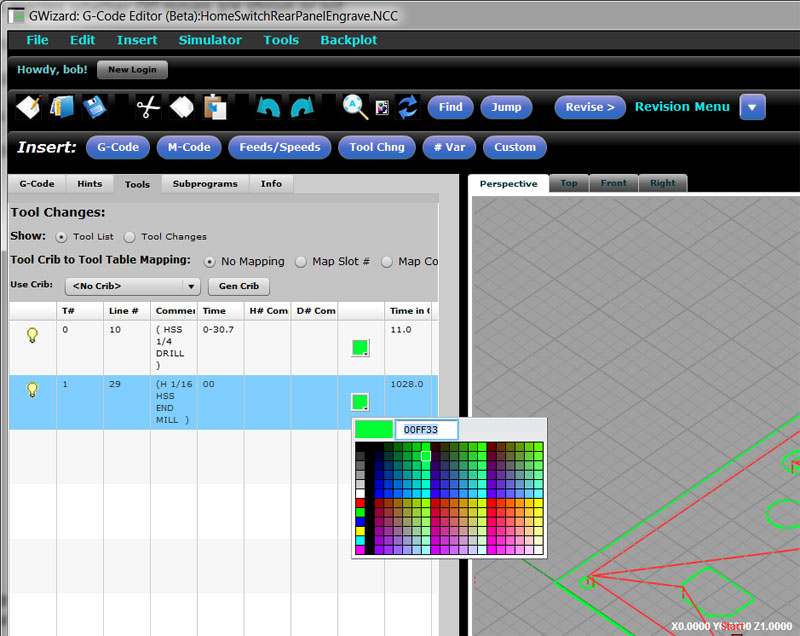 GWizard: G-Code Editor (Beta):HomeSwitchRearPanelEngrave.NCC
File Edit Insert Simulator Tools Backplot
Howdy, bob! New Login
Find Jump Revise > Revision Menu
Insert: G-Code M-Code Feeds/Speeds Tool Chng # Var Custom
G-Code Hints Tools Subprograms Info
Perspective Top Front Right
Tool Changes:
Show: Tool List Tool Changes
Tool Crib to Tool Table Mapping: No Mapping Map Slot # Map Co
Use Crib: <No Crib> Gen Crib
T# Line # Commen Time H# Com D# Com Time in
0 10 ( HSS 0-30.7 11.0
1/4
DRILL
)
1 29 (H 1/16 00 1028.0
HSS
END
MILL )
00FF33
X0.0000 Z1.0000
Start